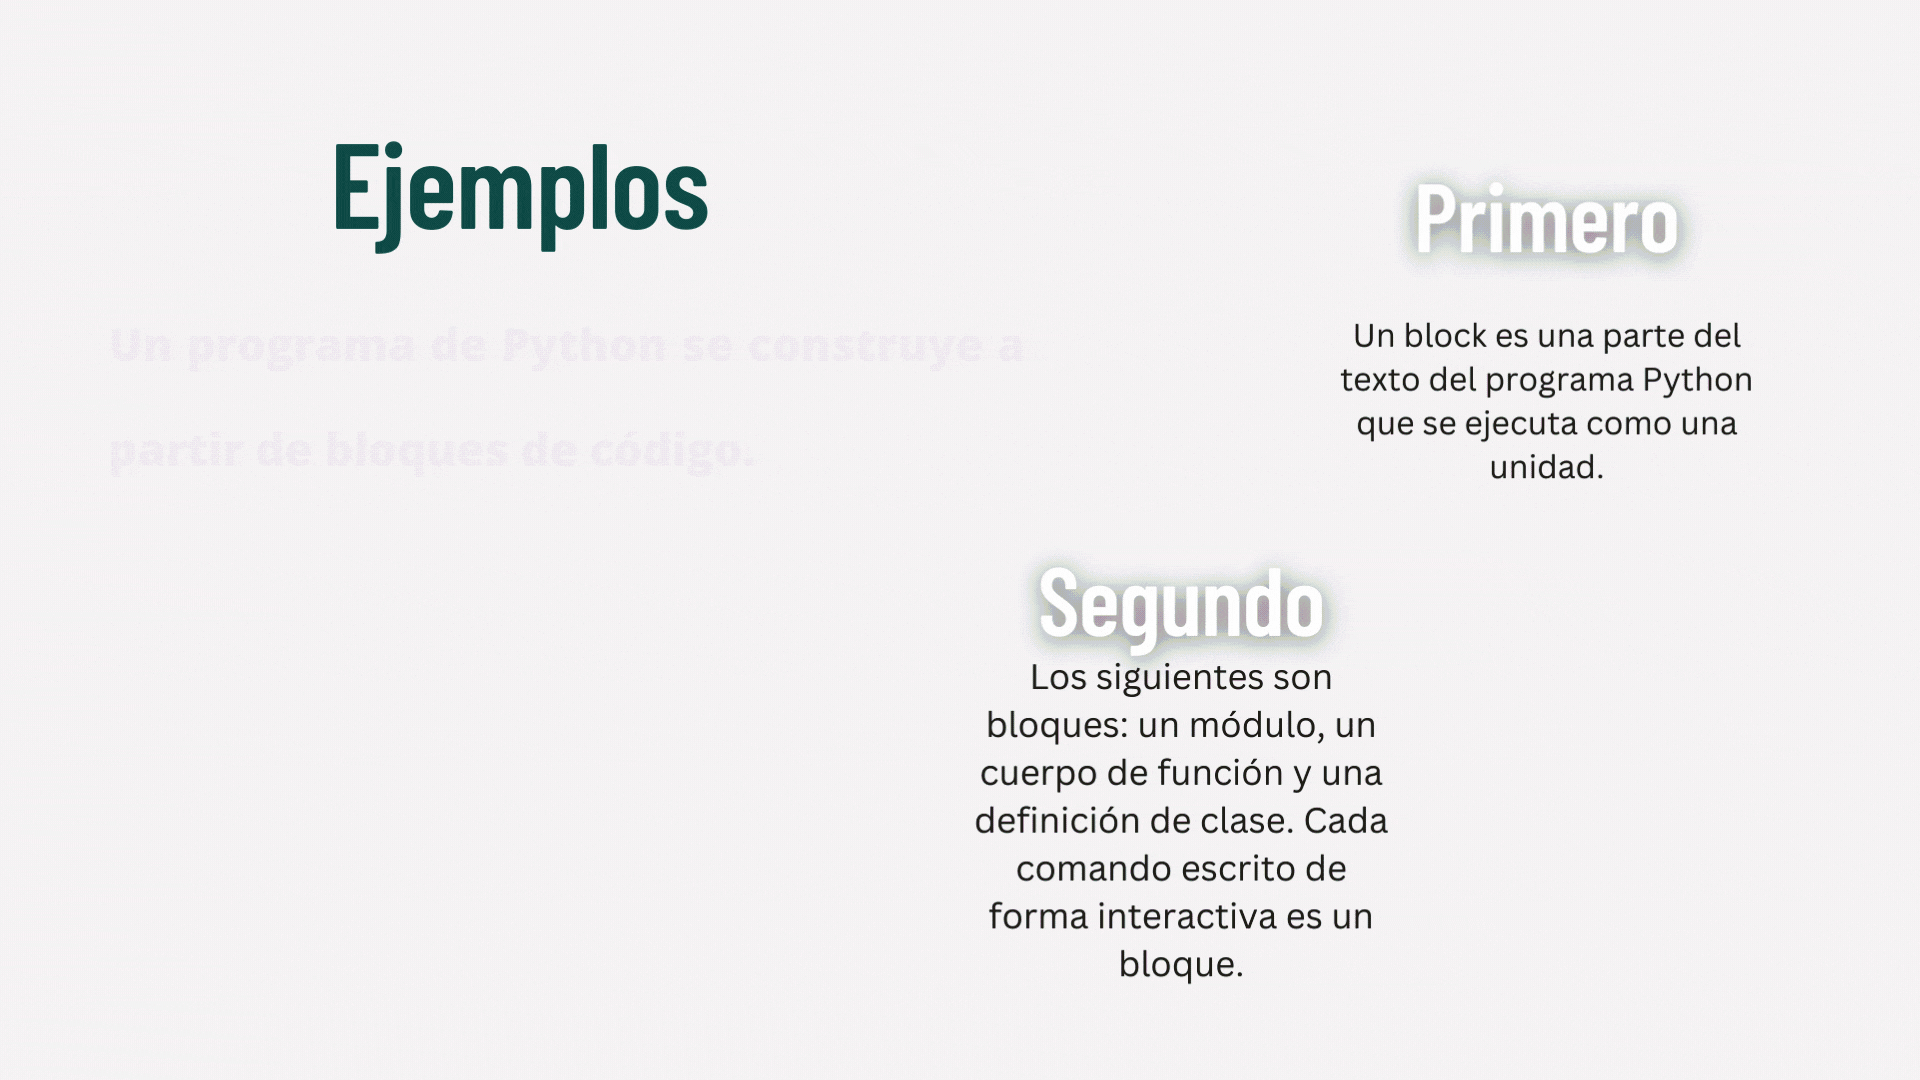 Ejemplos
Un programa de Python se construye a
partir de bloques de código.
Primero
Un block es una parte del
texto del programa Python
que se ejecuta como una
unidad.
Segundo
Los siguientes son
bloques: un módulo, un
cuerpo de función y una
definición de clase. Cada
comando escrito de
forma interactiva es un
bloque.